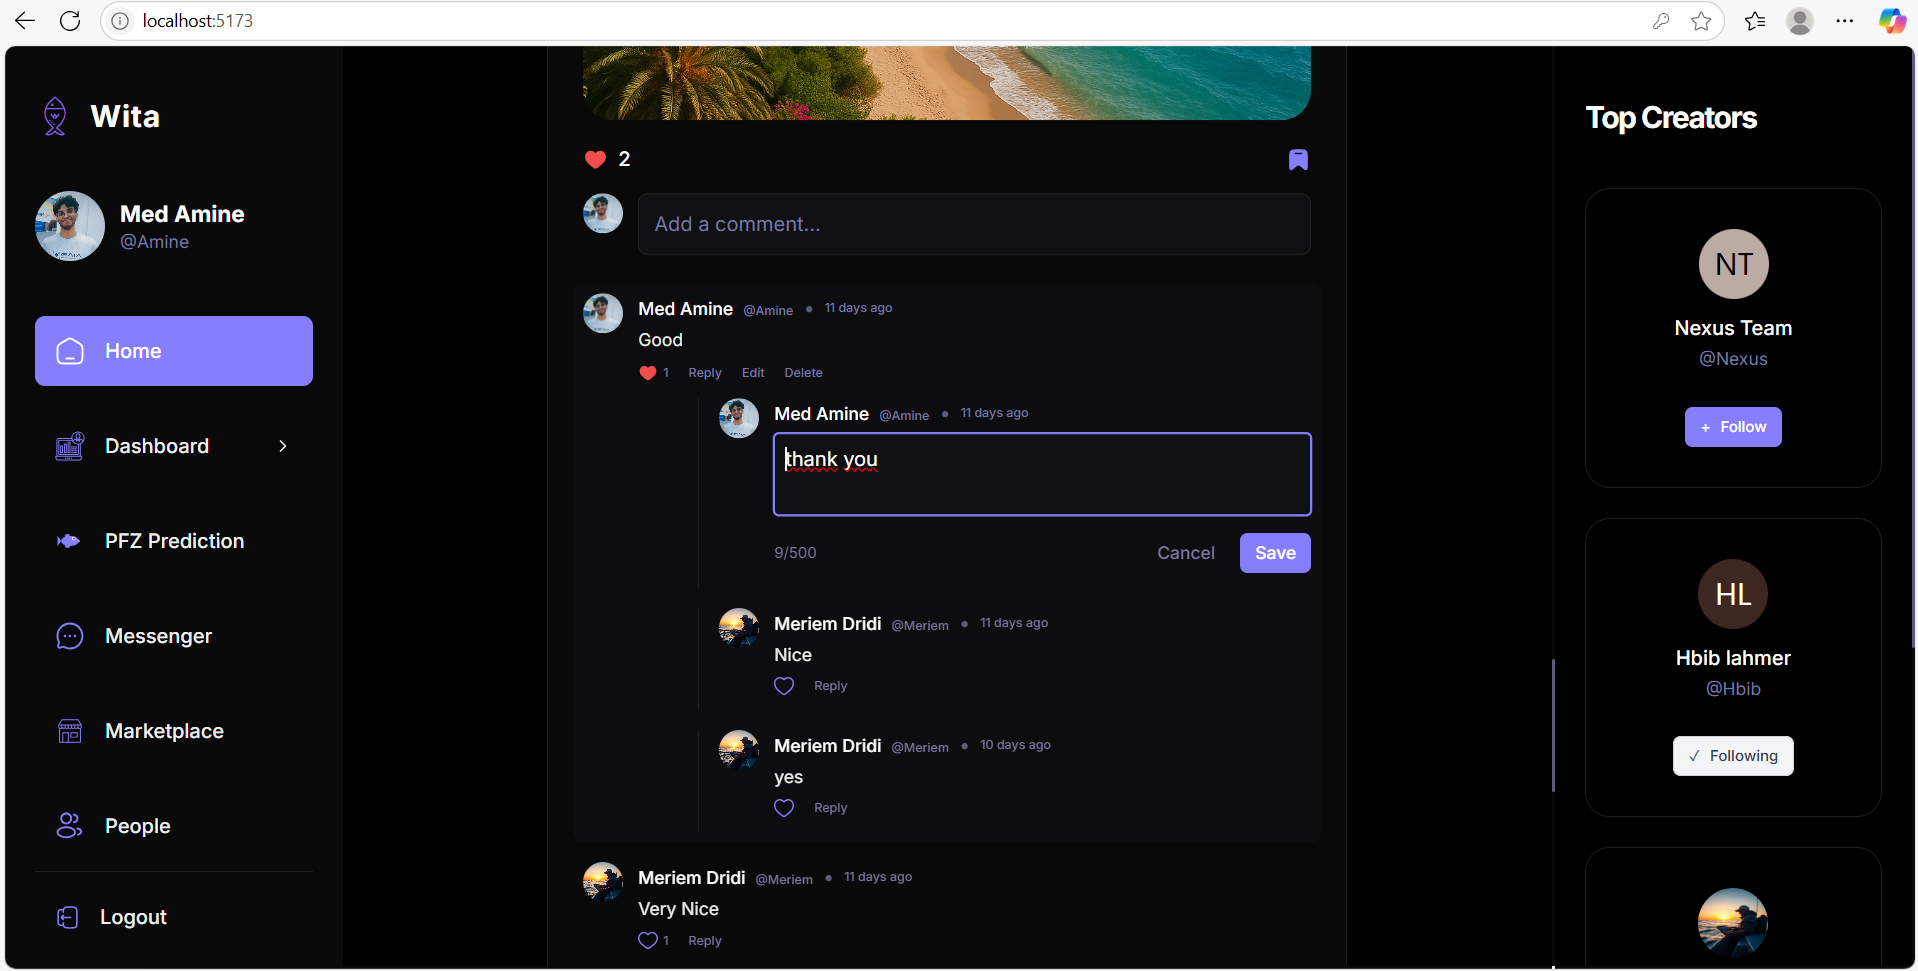 localhost:5173
Wita
Med Amine
@Amine
Home
Dashboard
PFZ Prediction
Messenger
Marketplace
People
Logout
2
Add a comment...
Med Amine @Amine • 11 days ago
Good
1 Reply Edit Delete
Med Amine @Amine • 11 days ago
thank you
9/500 Cancel Save
Meriem Dridi @Meriem • 11 days ago
Nice
Reply
Meriem Dridi @Meriem • 10 days ago
yes
Reply
Meriem Dridi @Meriem • 11 days ago
Very Nice
1 Reply
Top Creators
NT
Nexus Team
@Nexus
+ Follow
HL
Hbib lahmer
@Hbib
✓ Following